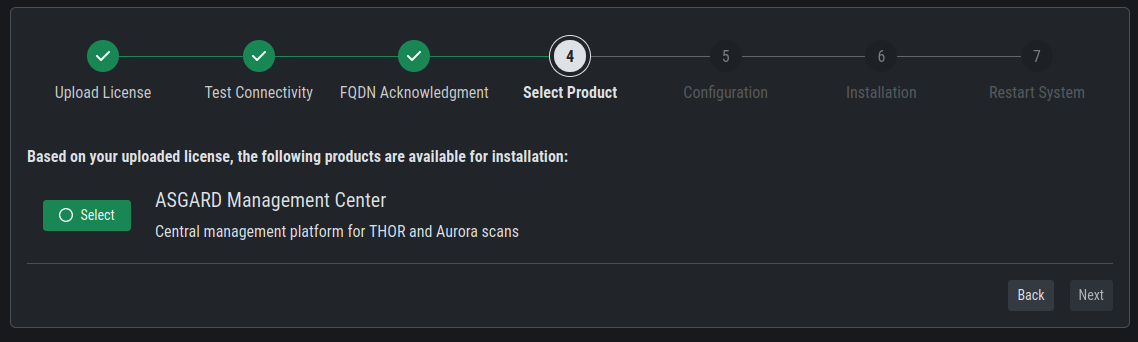 4 5 6 7
Upload License Test Connectivity FQDN Acknowledgment Select Product Configuration Installation Restart System
Based on your uploaded license, the following products are available for installation:
ASGARD Management Center
Select
Central management platform for THOR and Aurora scans
Back Next